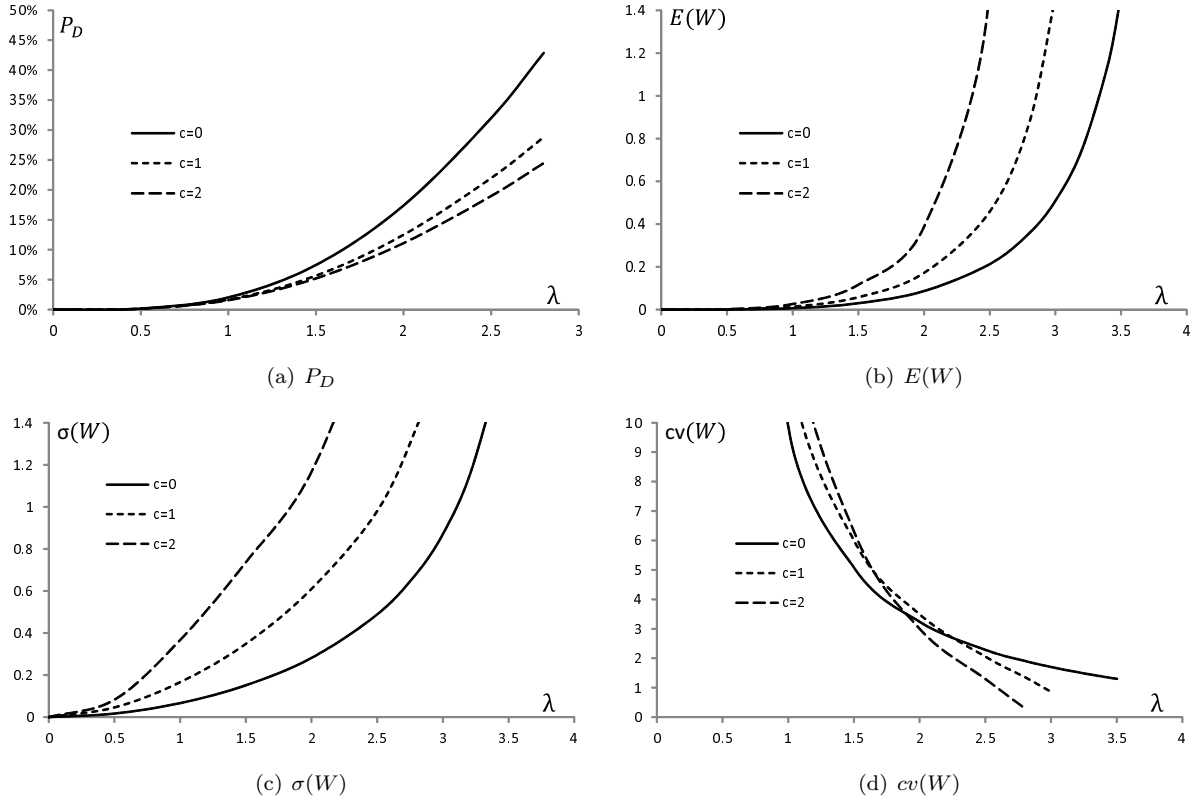 50%
45%
40%
35%
30%
25%
20%
15%
10%
5%
0%
P_D
c=0
c=1
c=2
λ
0 0.5 1 1.5 2 2.5 3
(a) P_D
1.4
1.2
1
0.8
0.6
0.4
0.2
0
E(W)
c=0
c=1
c=2
λ
0 0.5 1 1.5 2 2.5 3 3.5 4
(b) E(W)
1.4
1.2
1
0.8
0.6
0.4
0.2
0
σ(W)
c=0
c=1
c=2
λ
0 0.5 1 1.5 2 2.5 3 3.5 4
(c) σ(W)
10
9
8
7
6
5
4
3
2
1
0
cv(W)
c=0
c=1
c=2
λ
0 0.5 1 1.5 2 2.5 3 3.5 4
(d) cv(W)